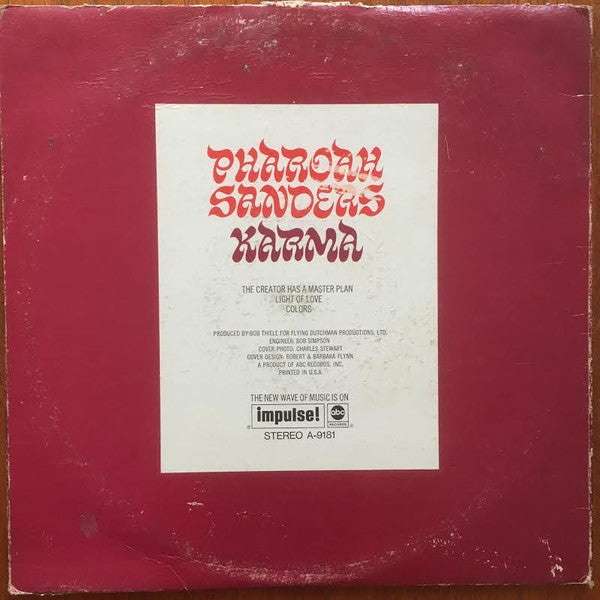 PHAROAH
SANDERS
KARMA
THE CREATOR HAS A MASTER PLAN
LIGHT OF LOVE
COLORS
PRODUCED BY BOB THIELE FOR FLYING DUTCHMAN PRODUCTIONS, LTD.
ENGINEER: BOB SIMPSON
COVER PHOTO: CHARLES STEWART
COVER DESIGN: ROBERT & BARBARA FLYNN
A PRODUCT OF ABC RECORDS, INC.
PRINTED IN U.S.A.
THE NEW WAVE OF MUSIC IS ON
® impulse! abc RECORDS ®
STEREO A-9181